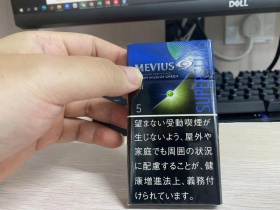 DELL
MEVIUS
5
SUPER
望まない受動喫煙が
生じないよう、屋外や
家庭でも周囲の状況
に配慮することが、健
康増進法上、義務付
けられています。